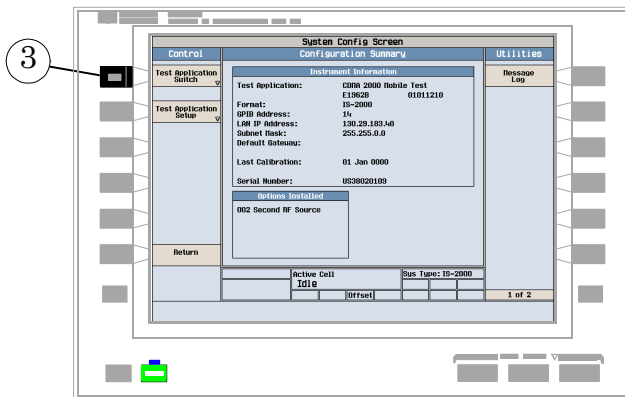 3
System Config Screen
Control
Configuration Summary
Utilities
Test Application
Switch
Test Application
Setup
Return
Instrument Information
Test Application: CDMA 2000 Mobile Test
E1962B 01011210
Format: IS-2000
GPIB Address: 14
LAN IP Address: 130.29.183.40
Subnet Mask: 255.255.0.0
Default Gateway:
Last Calibration: 01 Jan 0000
Serial Number: US38020109
Options Installed
002 Second RF Source
Message
Log
Active Cell
Sys Type: IS-2000
Idle
Offset
1 of 2